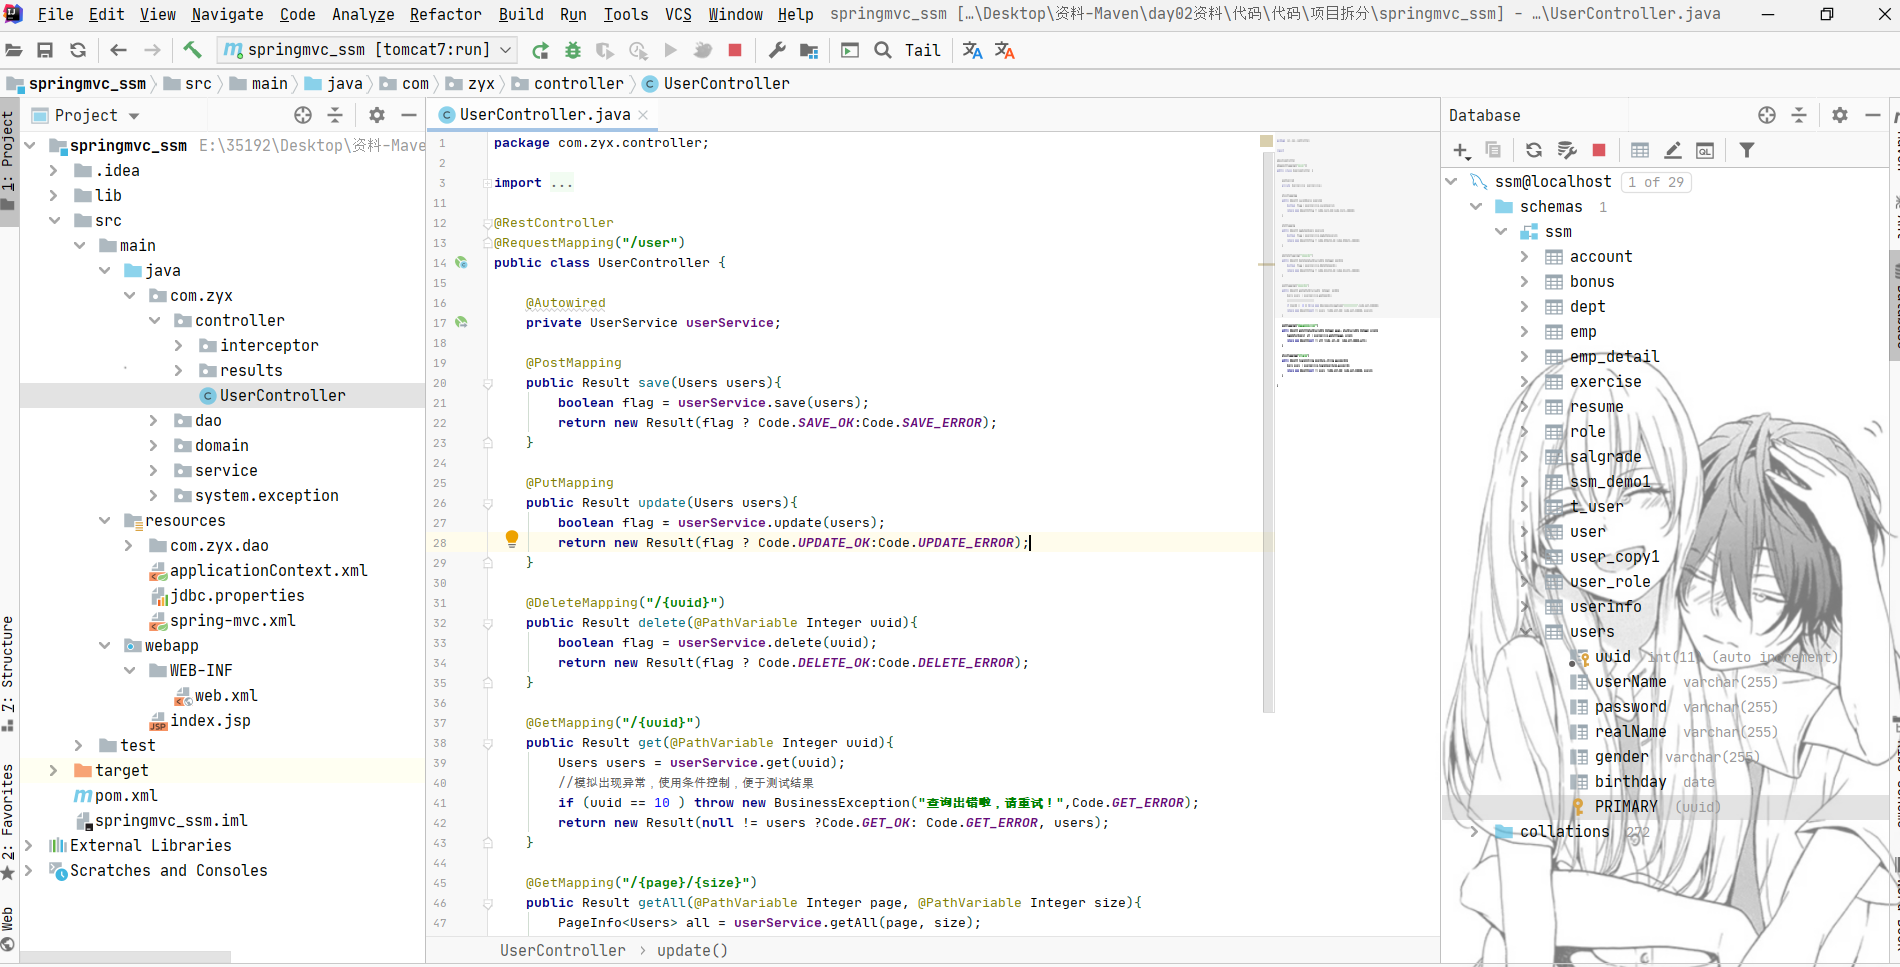 File Edit View Navigate Code Analyze Refactor Build Run Tools VCS Window Help springmvc_ssm [...\Desktop\资料-Maven\day02资料\代码\代码\项目拆分\springmvc_ssm] - ...\UserController.java
springmvc_ssm [tomcat7:run] Tail
springmvc_ssm src main java com zyx controller UserController
1: Project
7: Structure
2: Favorites
Web
Project
springmvc_ssm E:\35192\Desktop\资料-Mave
.idea
lib
src
main
java
com.zyx
controller
interceptor
results
UserController
dao
domain
service
system.exception
resources
com.zyx.dao
applicationContext.xml
jdbc.properties
spring-mvc.xml
webapp
WEB-INF
web.xml
index.jsp
test
target
pom.xml
springmvc_ssm.iml
External Libraries
Scratches and Consoles
UserController.java
1 package com.zyx.controller;
2
3 import ...
11
12 @RestController
13 @RequestMapping("/user")
14 public class UserController {
15
16 @Autowired
17 private UserService userService;
18
19 @PostMapping
20 public Result save(Users users){
21 boolean flag = userService.save(users);
22 return new Result(flag ? Code.SAVE_OK:Code.SAVE_ERROR);
23 }
24
25 @PutMapping
26 public Result update(Users users){
27 boolean flag = userService.update(users);
28 return new Result(flag ? Code.UPDATE_OK:Code.UPDATE_ERROR);
29 }
30
31 @DeleteMapping("/{uuid}")
32 public Result delete(@PathVariable Integer uuid){
33 boolean flag = userService.delete(uuid);
34 return new Result(flag ? Code.DELETE_OK:Code.DELETE_ERROR);
35 }
36
37 @GetMapping("/{uuid}")
38 public Result get(@PathVariable Integer uuid){
39 Users users = userService.get(uuid);
40 //模拟出现异常，使用条件控制，便于测试结果
41 if (uuid == 10 ) throw new BusinessException("查询出错啦，请重试！",Code.GET_ERROR);
42 return new Result(null != users ?Code.GET_OK: Code.GET_ERROR, users);
43 }
44
45 @GetMapping("/{page}/{size}")
46 public Result getAll(@PathVariable Integer page, @PathVariable Integer size){
47 PageInfo<Users> all = userService.getAll(page, size);
UserController › update()
Database
ssm@localhost 1 of 29
schemas 1
ssm
account
bonus
dept
emp
emp_detail
exercise
resume
role
salgrade
ssm_demo1
t_user
user
user_copy1
user_role
userinfo
users
uuid int(11) (auto increment)
userName varchar(255)
password varchar(255)
realName varchar(255)
gender varchar(255)
birthday date
PRIMARY (uuid)
collations 272